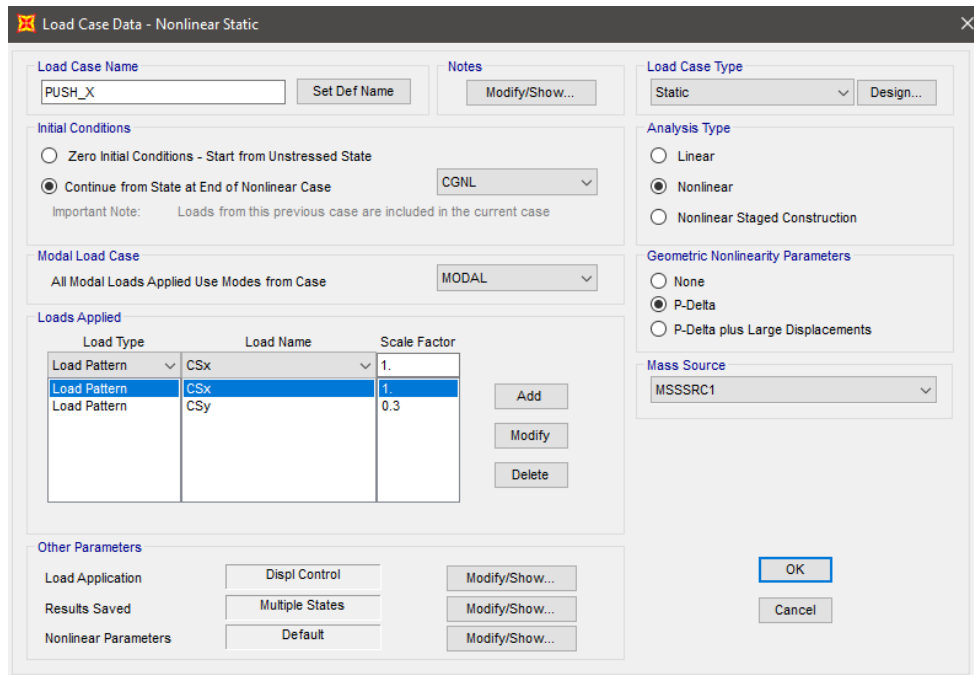 Load Case Data - Nonlinear Static
Load Case Name
PUSH_X
Set Def Name
Notes
Modify/Show...
Load Case Type
Static
Design...
Initial Conditions
Zero Initial Conditions - Start from Unstressed State
Continue from State at End of Nonlinear Case
CGNL
Important Note: Loads from this previous case are included in the current case
Analysis Type
Linear
Nonlinear
Nonlinear Staged Construction
Modal Load Case
All Modal Loads Applied Use Modes from Case
MODAL
Geometric Nonlinearity Parameters
None
P-Delta
P-Delta plus Large Displacements
Loads Applied
Load Type Load Name Scale Factor
Load Pattern CSx 1.
Load Pattern CSx 1.
Load Pattern CSy 0.3
Add
Modify
Delete
Mass Source
MSSSRC1
Other Parameters
Load Application Displ Control Modify/Show...
Results Saved Multiple States Modify/Show...
Nonlinear Parameters Default Modify/Show...
OK
Cancel